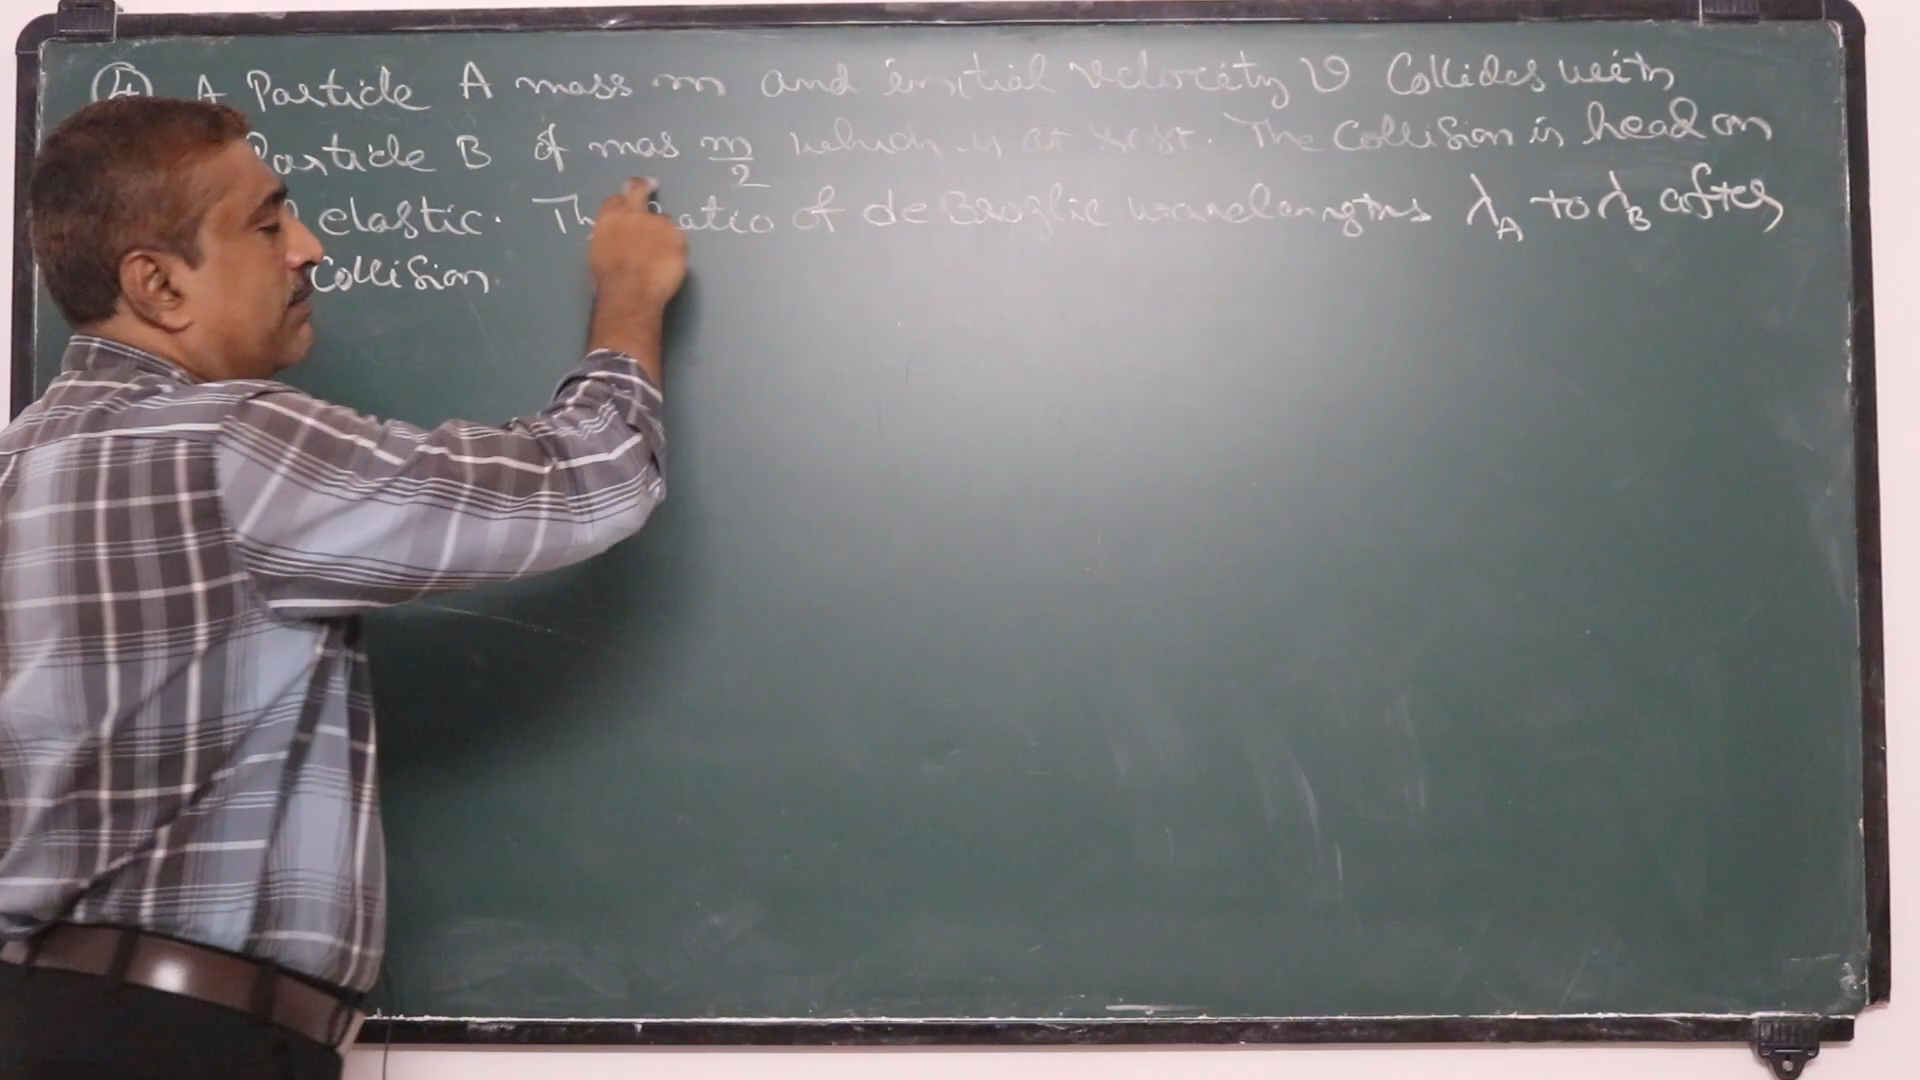 ④ A Particle A mass m and initial velocity v Collides with
Particle B of mas m/2 which is at rest. The Collision is head on
elastic. The ratio of de Broglie wavelengths λA to λB after
Collision